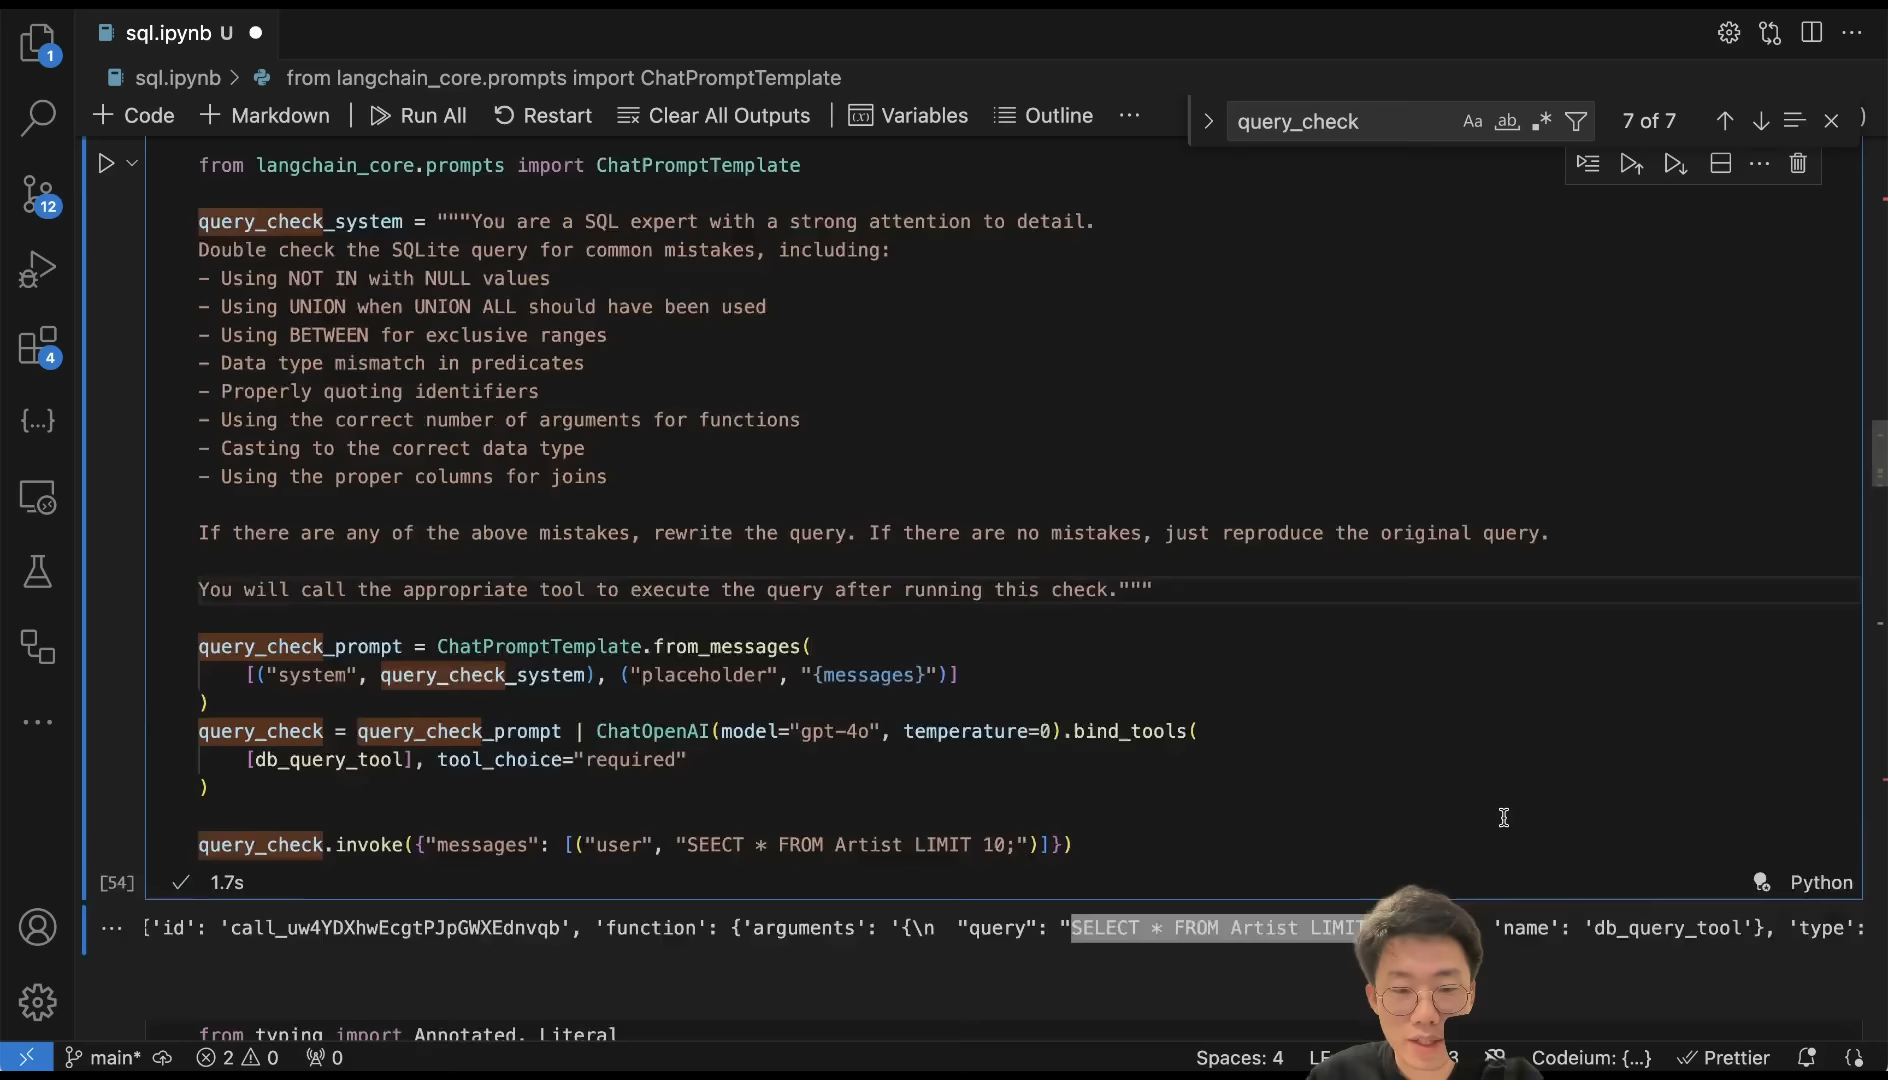 1
sql.ipynb U
sql.ipynb > from langchain_core.prompts import ChatPromptTemplate
+ Code + Markdown | Run All Restart Clear All Outputs | Variables Outline ...
query_check Aa ab .* 7 of 7
12
4
from langchain_core.prompts import ChatPromptTemplate
query_check_system = """You are a SQL expert with a strong attention to detail.
Double check the SQLite query for common mistakes, including:
- Using NOT IN with NULL values
- Using UNION when UNION ALL should have been used
- Using BETWEEN for exclusive ranges
- Data type mismatch in predicates
- Properly quoting identifiers
- Using the correct number of arguments for functions
- Casting to the correct data type
- Using the proper columns for joins
If there are any of the above mistakes, rewrite the query. If there are no mistakes, just reproduce the original query.
You will call the appropriate tool to execute the query after running this check."""
query_check_prompt = ChatPromptTemplate.from_messages(
[("system", query_check_system), ("placeholder", "{messages}")]
)
query_check = query_check_prompt | ChatOpenAI(model="gpt-4o", temperature=0).bind_tools(
[db_query_tool], tool_choice="required"
)
query_check.invoke({"messages": [("user", "SEECT * FROM Artist LIMIT 10;")]})
[54] 1.7s Python
... {'id': 'call_uw4YDXhwEcgtPJpGWXEdnvqb', 'function': {'arguments': '{\n "query": "SELECT * FROM Artist LIMIT 'name': 'db_query_tool'}, 'type':
from typing import Annotated, Literal
main* 2 0 0 Spaces: 4 Codeium: {...} Prettier